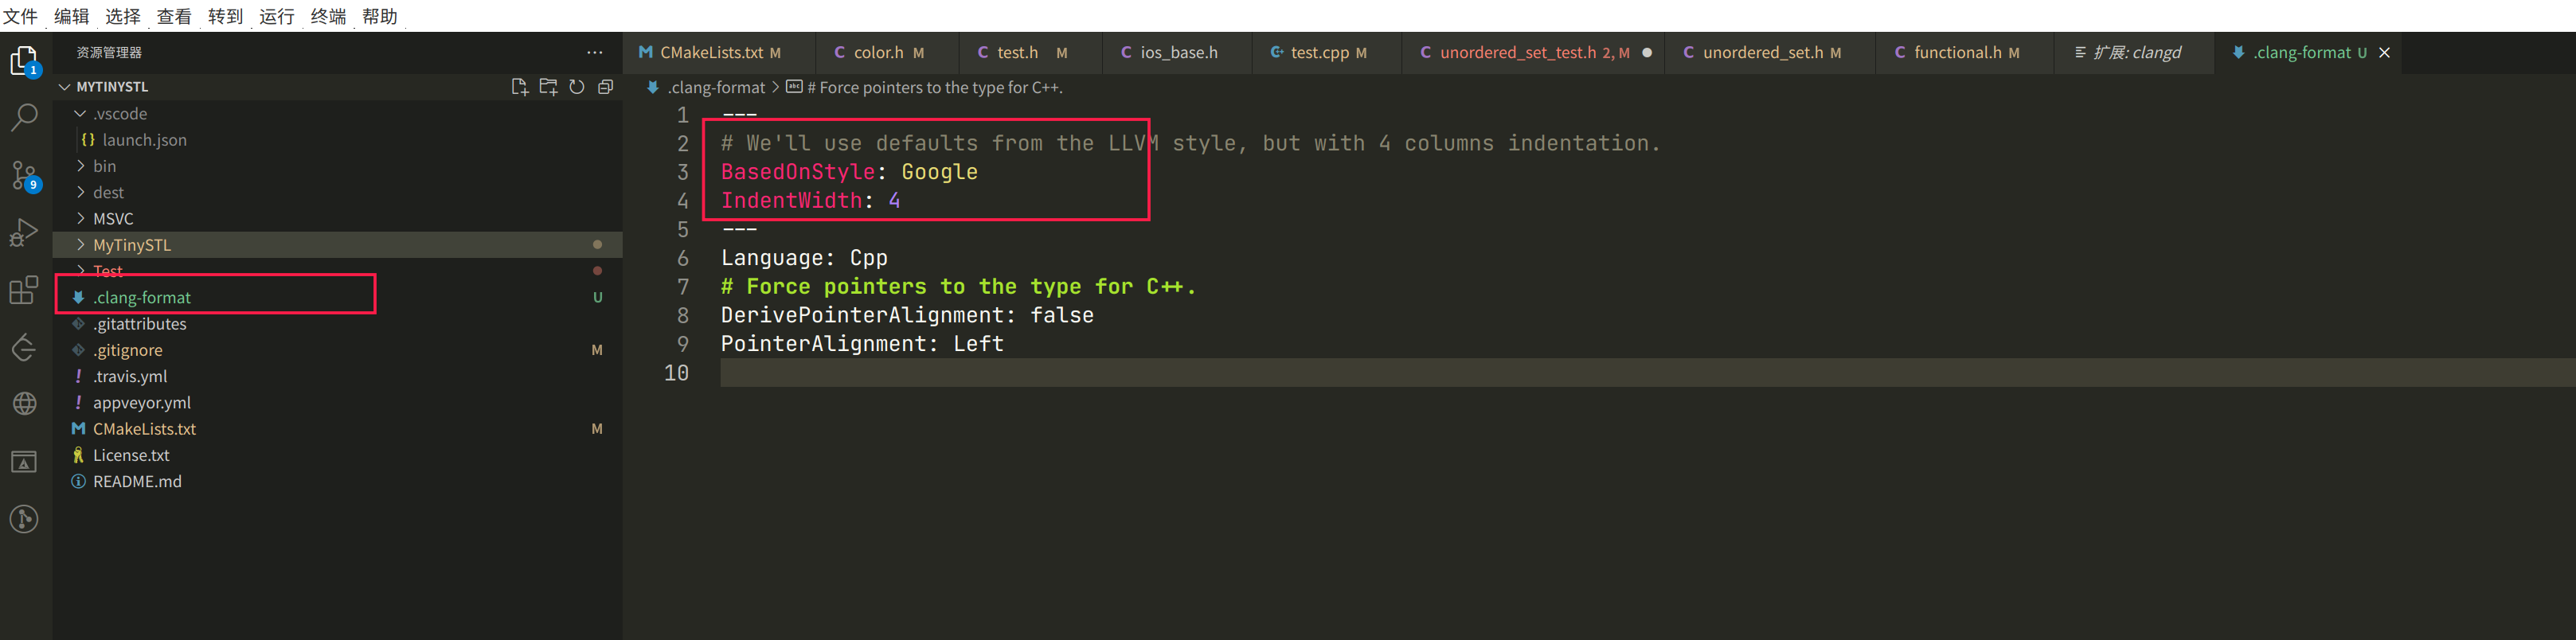 文件 编辑 选择 查看 转到 运行 终端 帮助
资源管理器 ...
CMakeLists.txt M
color.h M
test.h M
ios_base.h
test.cpp M
unordered_set_test.h 2, M
unordered_set.h M
functional.h M
扩展: clangd
.clang-format U
MYTINYSTL
.clang-format > # Force pointers to the type for C++.
1
9
.vscode
launch.json
bin
dest
MSVC
MyTinySTL
Test
.clang-format U
.gitattributes
.gitignore M
.travis.yml
appveyor.yml
CMakeLists.txt M
License.txt
README.md
1 ---
2 # We'll use defaults from the LLVM style, but with 4 columns indentation.
3 BasedOnStyle: Google
4 IndentWidth: 4
5 ---
6 Language: Cpp
7 # Force pointers to the type for C++.
8 DerivePointerAlignment: false
9 PointerAlignment: Left
10